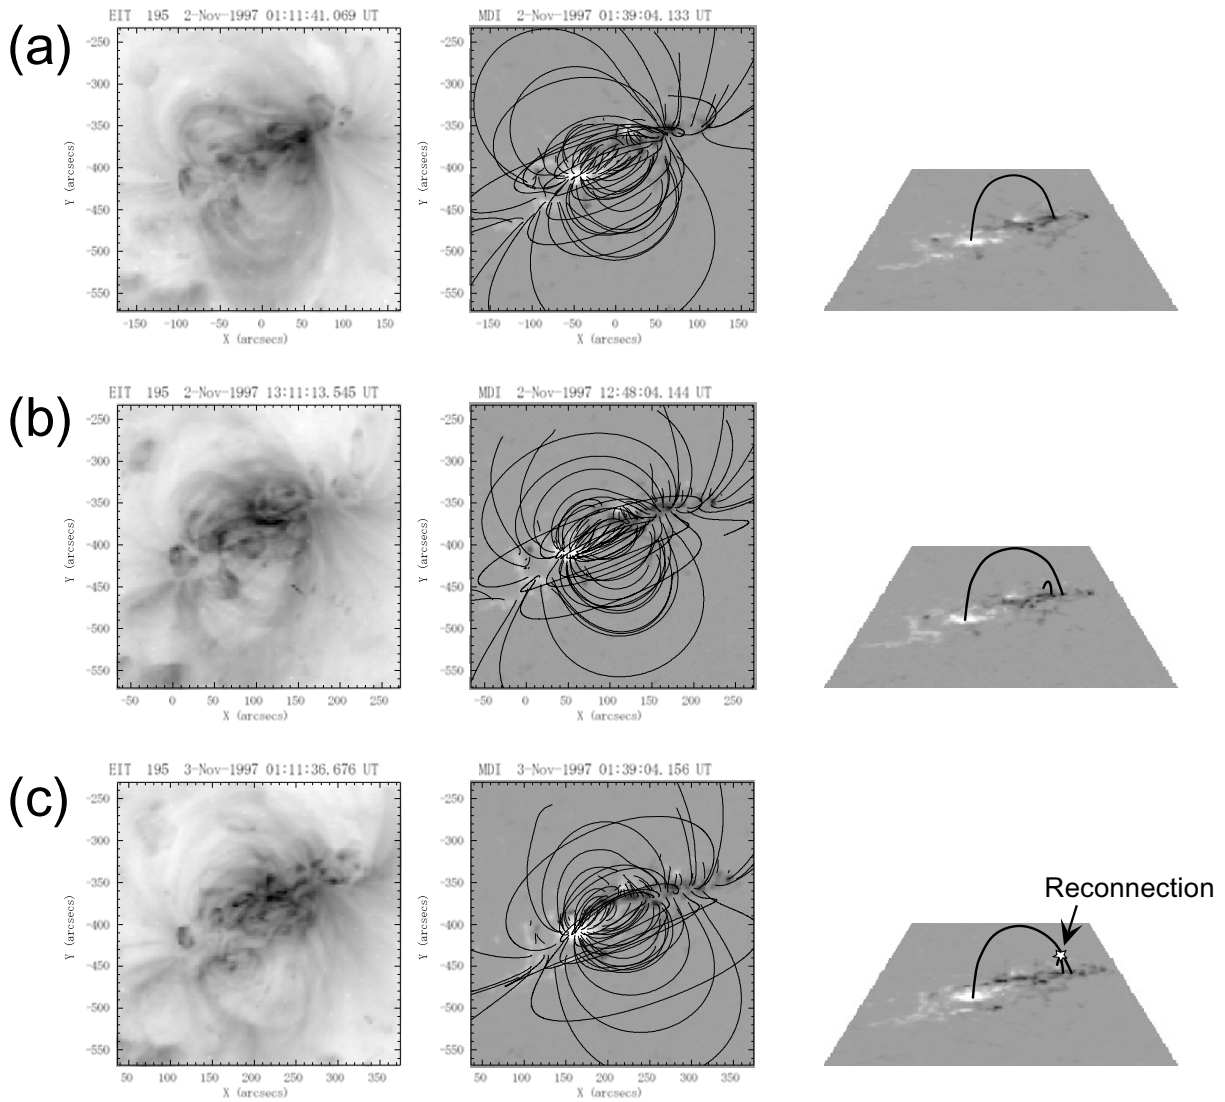 (a)
EIT 195 2-Nov-1997 01:11:41.069 UT
-250
-300
-350
-400
-450
-500
-550
Y (arcsecs)
-150 -100 -50 0 50 100 150
X (arcsecs)
MDI 2-Nov-1997 01:39:04.133 UT
-250
-300
-350
-400
-450
-500
-550
Y (arcsecs)
-150 -100 -50 0 50 100 150
X (arcsecs)
(b)
EIT 195 2-Nov-1997 13:11:13.545 UT
-250
-300
-350
-400
-450
-500
-550
Y (arcsecs)
-50 0 50 100 150 200 250
X (arcsecs)
MDI 2-Nov-1997 12:48:04.144 UT
-250
-300
-350
-400
-450
-500
-550
Y (arcsecs)
-50 0 50 100 150 200 250
X (arcsecs)
(c)
EIT 195 3-Nov-1997 01:11:36.676 UT
-250
-300
-350
-400
-450
-500
-550
Y (arcsecs)
50 100 150 200 250 300 350
X (arcsecs)
MDI 3-Nov-1997 01:39:04.156 UT
-250
-300
-350
-400
-450
-500
-550
Y (arcsecs)
50 100 150 200 250 300 350
X (arcsecs)
Reconnection